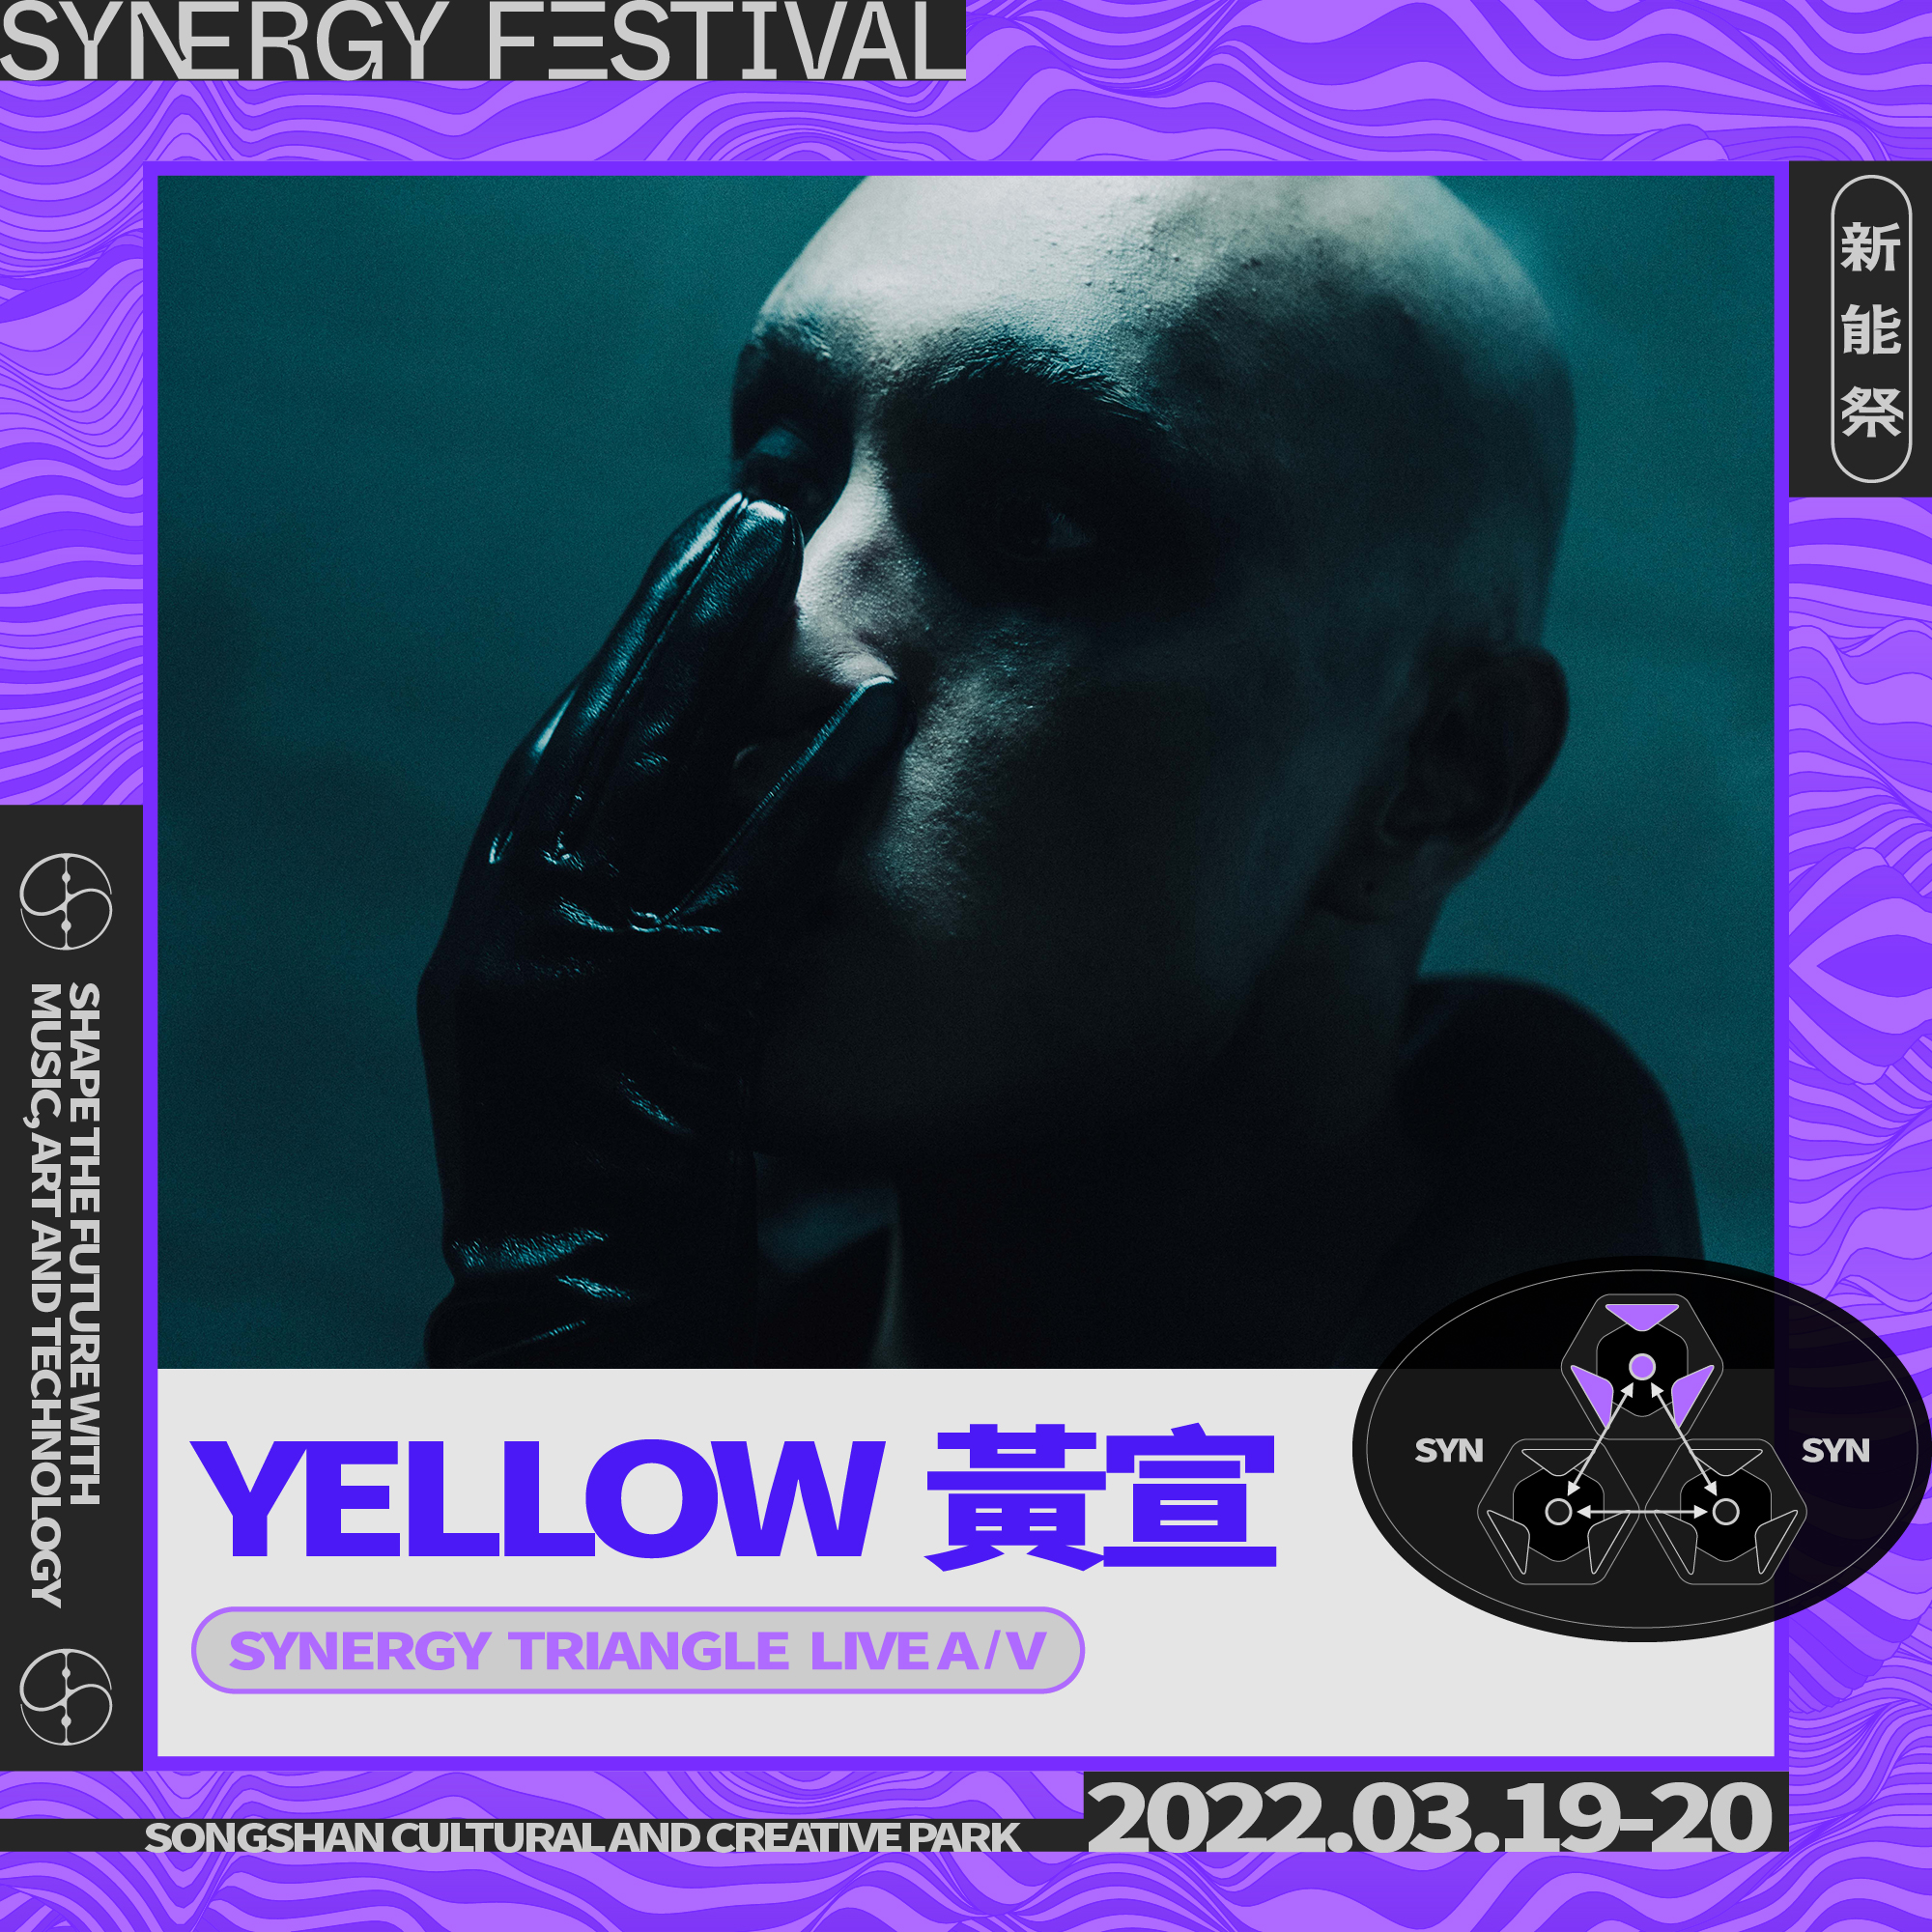 SYNERGY FESTIVAL
新能祭
SHAPE THE FUTURE WITH
MUSIC, ART AND TECHNOLOGY
SYN
SYN
YELLOW 黃宣
SYNERGY TRIANGLE LIVE A/V
2022.03.19-20
SONGSHAN CULTURAL AND CREATIVE PARK